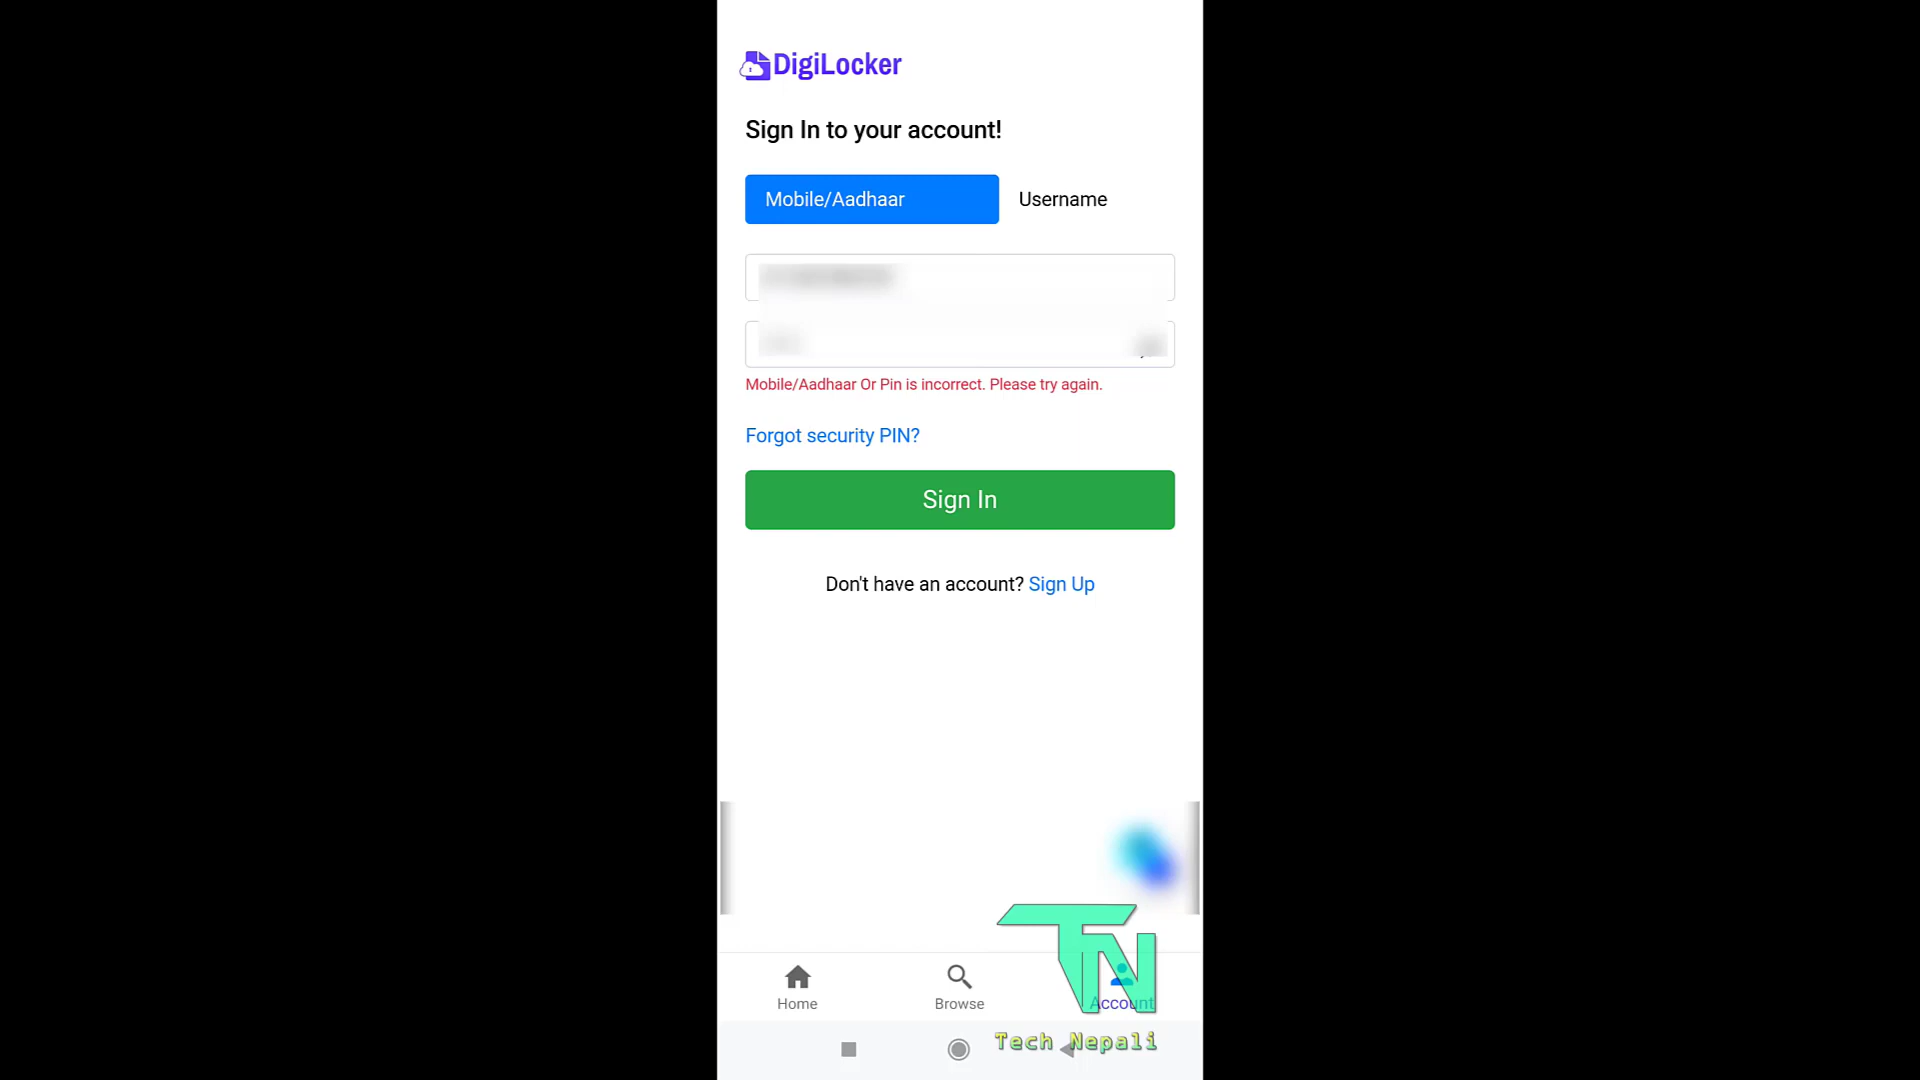 DigiLocker
Sign In to your account!
Mobile/Aadhaar Username
Mobile/Aadhaar Or Pin is incorrect. Please try again.
Forgot security PIN?
Sign In
Don't have an account? Sign Up
TN
Home Browse Account
Tech Nepali